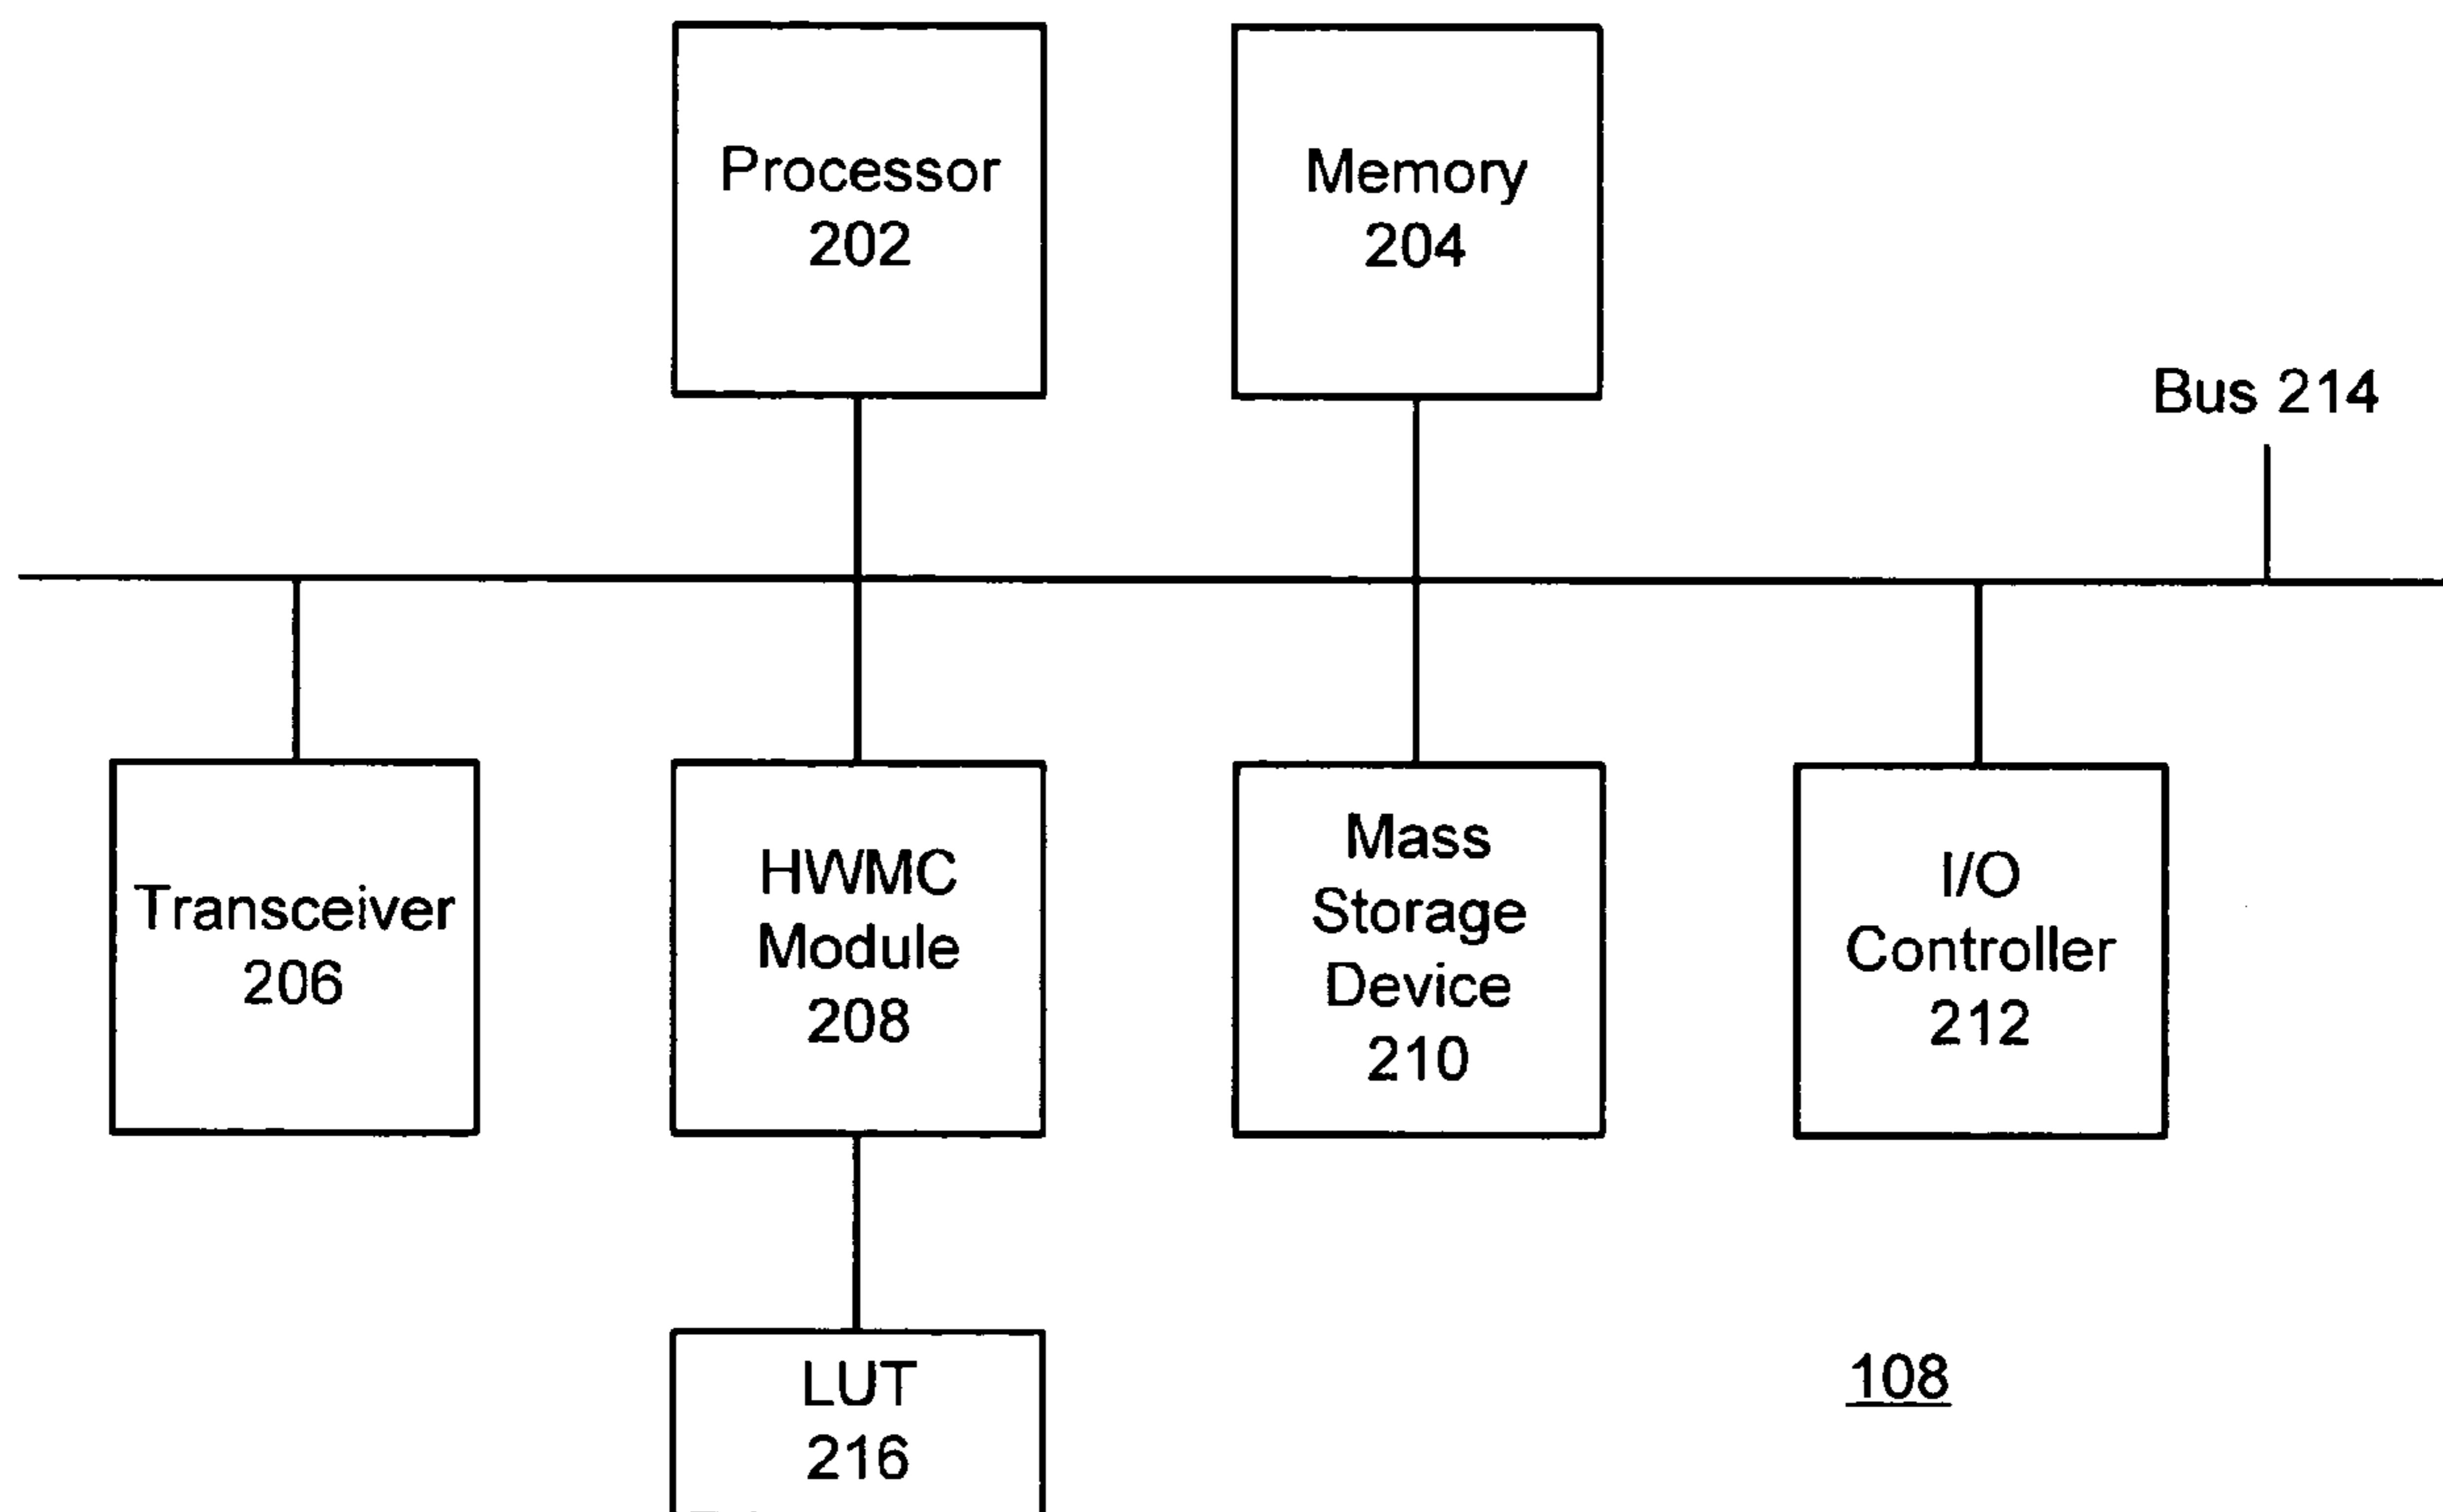 Processor
202
Memory
204
Bus 214
Transceiver
206
HWMC
Module
208
Mass
Storage
Device
210
I/O
Controller
212
LUT
216
108